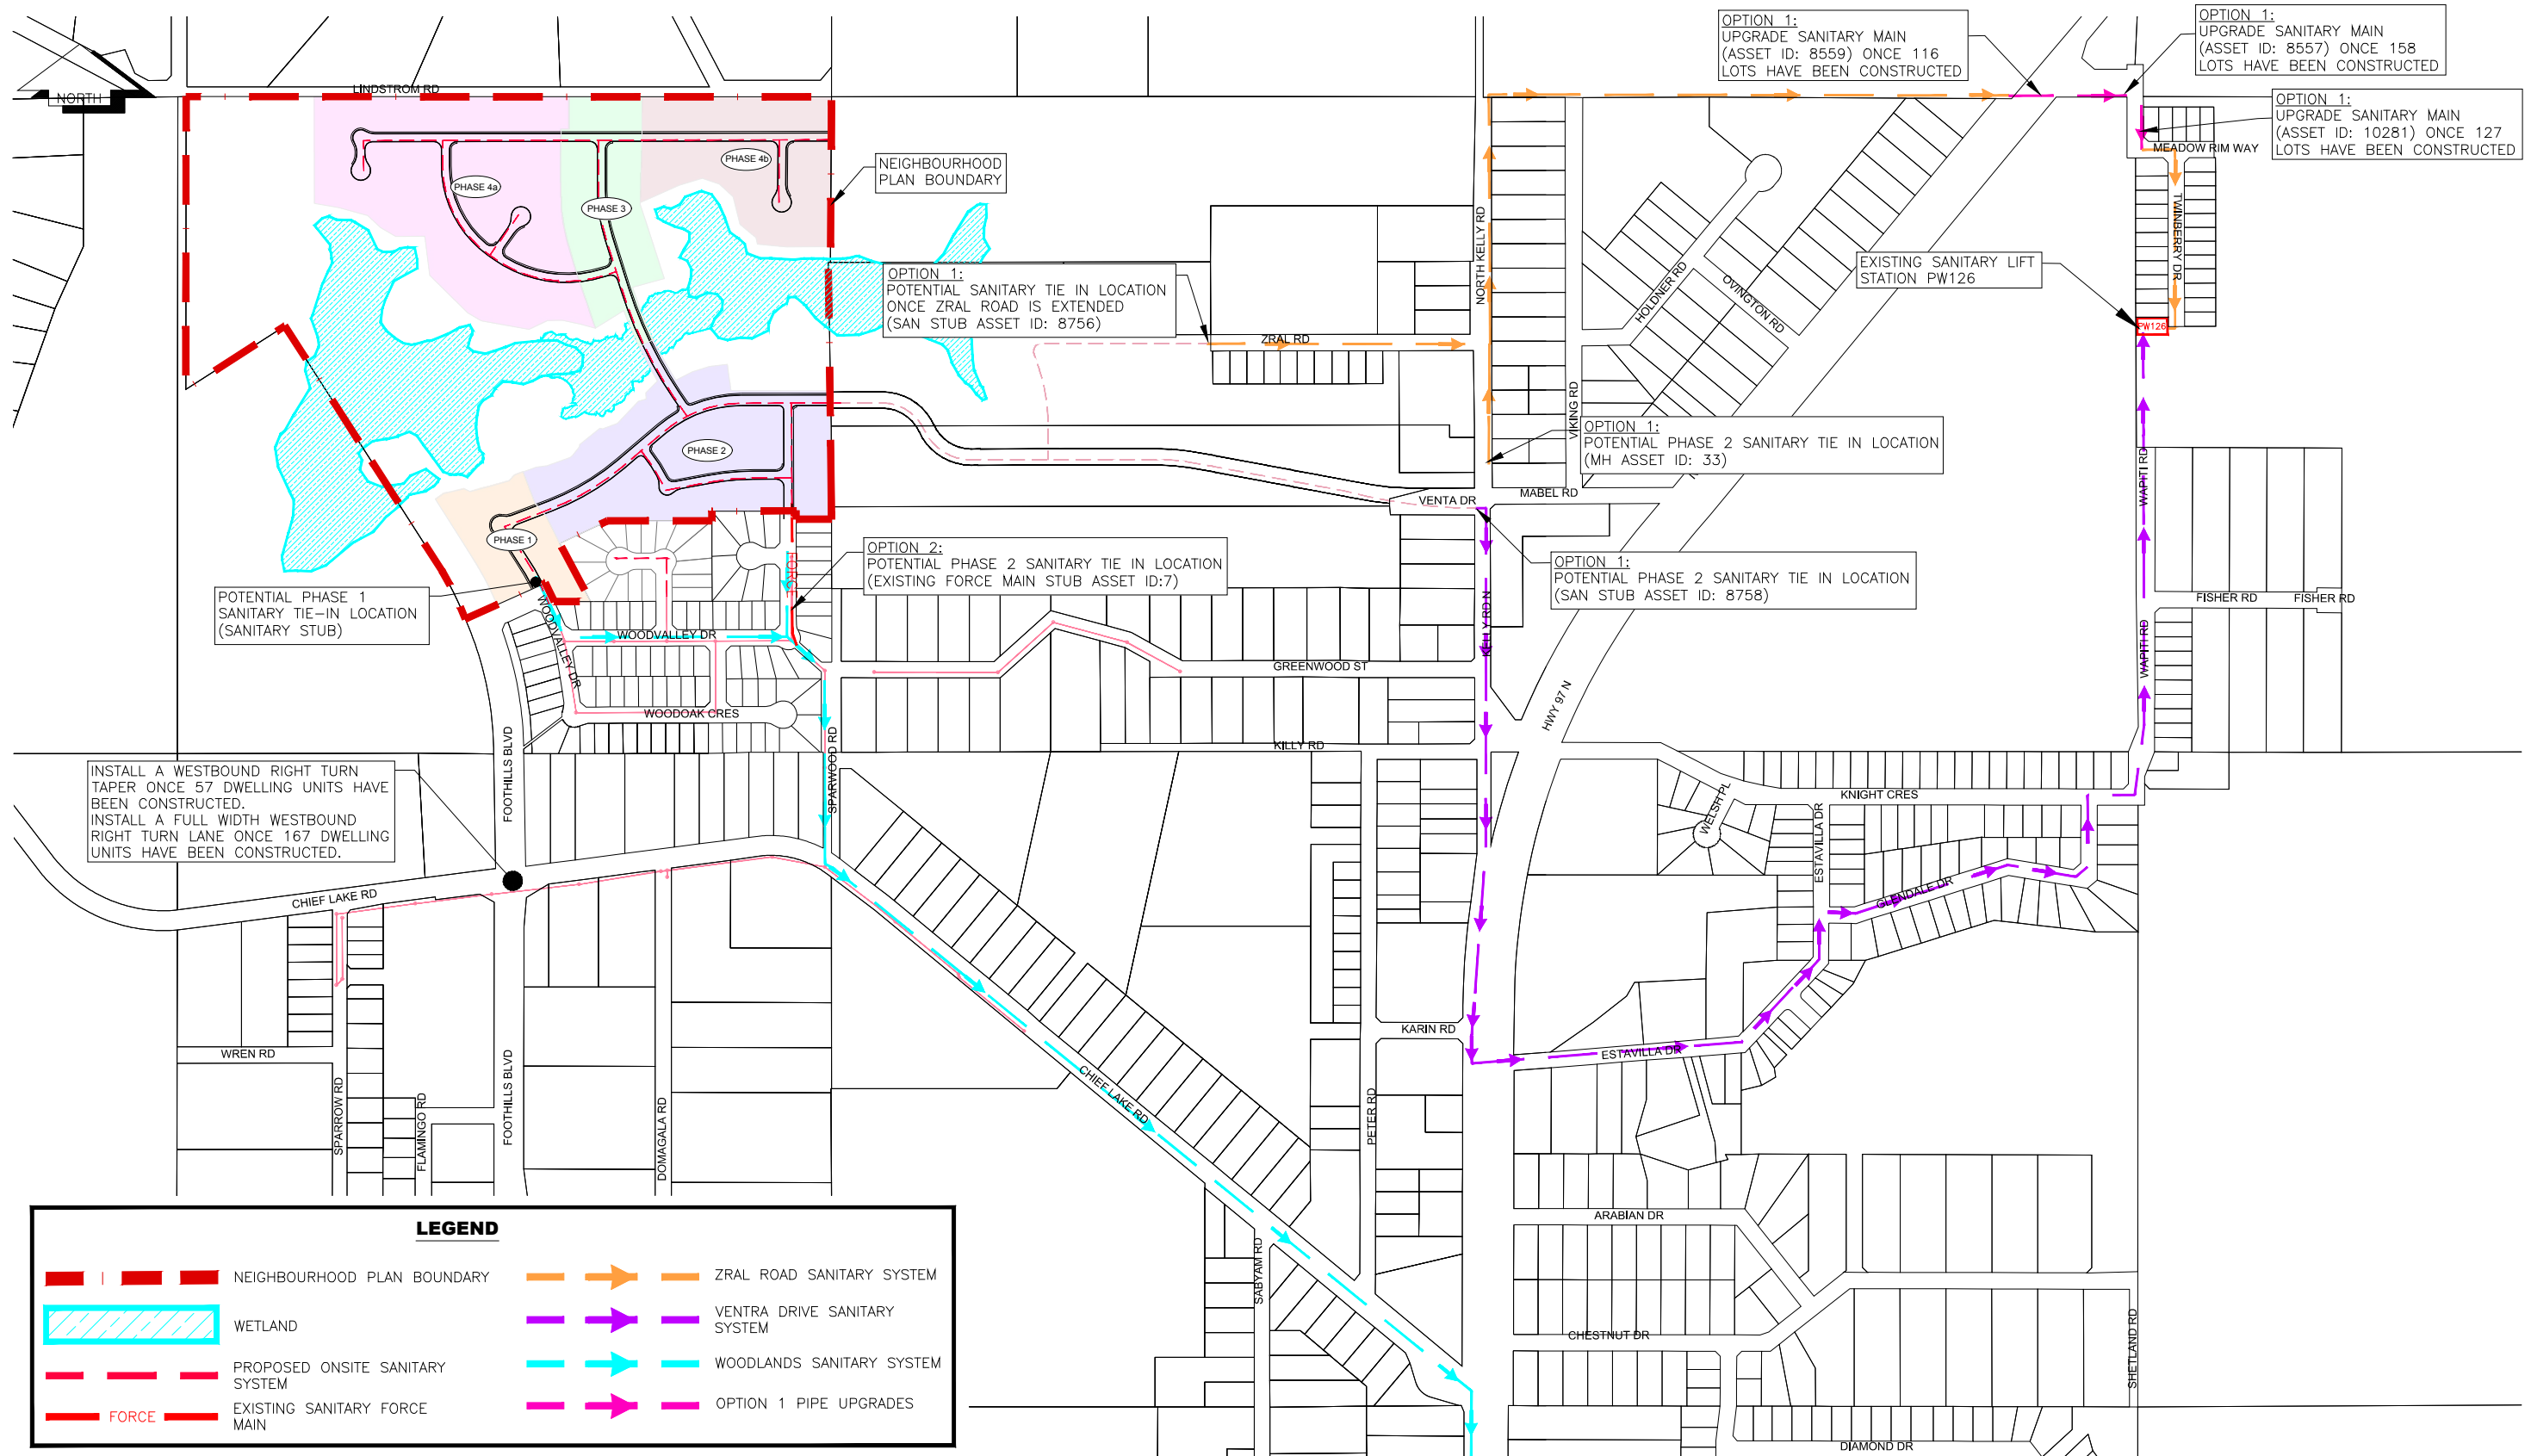 NORTH
LINDSTROM RD
OPTION 1:
UPGRADE SANITARY MAIN
(ASSET ID: 8559) ONCE 116
LOTS HAVE BEEN CONSTRUCTED
OPTION 1:
UPGRADE SANITARY MAIN
(ASSET ID: 8557) ONCE 158
LOTS HAVE BEEN CONSTRUCTED
OPTION 1:
UPGRADE SANITARY MAIN
(ASSET ID: 10281) ONCE 127
LOTS HAVE BEEN CONSTRUCTED
MEADOW RIM WAY
TWINBERRY DR
PHASE 4a
PHASE 3
PHASE 4b
NEIGHBOURHOOD
PLAN BOUNDARY
OPTION 1:
POTENTIAL SANITARY TIE IN LOCATION
ONCE ZRAL ROAD IS EXTENDED
(SAN STUB ASSET ID: 8756)
NORTH KELLY RD
ZRAL RD
HOLDNER RD
OVINGTON RD
VIKING RD
EXISTING SANITARY LIFT
STATION PW126
PW126
OPTION 1:
POTENTIAL PHASE 2 SANITARY TIE IN LOCATION
(MH ASSET ID: 33)
PHASE 2
PHASE 1
MABEL RD
VENTA DR
WAPITI RD
OPTION 2:
POTENTIAL PHASE 2 SANITARY TIE IN LOCATION
(EXISTING FORCE MAIN STUB ASSET ID:7)
OPTION 1:
POTENTIAL PHASE 2 SANITARY TIE IN LOCATION
(SAN STUB ASSET ID: 8758)
FORCE
POTENTIAL PHASE 1
SANITARY TIE-IN LOCATION
(SANITARY STUB)
WOODVALLEY DR
WOODVALLEY DR
KELLY RD N
FISHER RD
FISHER RD
WAPITI RD
GREENWOOD ST
WOODOAK CRES
HWY 97 N
KILLY RD
FOOTHILLS BLVD
SPARWOOD RD
INSTALL A WESTBOUND RIGHT TURN
TAPER ONCE 57 DWELLING UNITS HAVE
BEEN CONSTRUCTED.
INSTALL A FULL WIDTH WESTBOUND
RIGHT TURN LANE ONCE 167 DWELLING
UNITS HAVE BEEN CONSTRUCTED.
KNIGHT CRES
WELSH PL
ESTAVILLA DR
GLENDALE DR
CHIEF LAKE RD
KARIN RD
ESTAVILLA DR
WREN RD
SPARROW RD
FLAMINGO RD
FOOTHILLS BLVD
DOMAGALA RD
CHIEF LAKE RD
PETER RD
ARABIAN DR
SABYAM RD
CHESTNUT DR
SHETLAND RD
DIAMOND DR
LEGEND
NEIGHBOURHOOD PLAN BOUNDARY
WETLAND
PROPOSED ONSITE SANITARY
SYSTEM
FORCE
EXISTING SANITARY FORCE
MAIN
ZRAL ROAD SANITARY SYSTEM
VENTRA DRIVE SANITARY
SYSTEM
WOODLANDS SANITARY SYSTEM
OPTION 1 PIPE UPGRADES